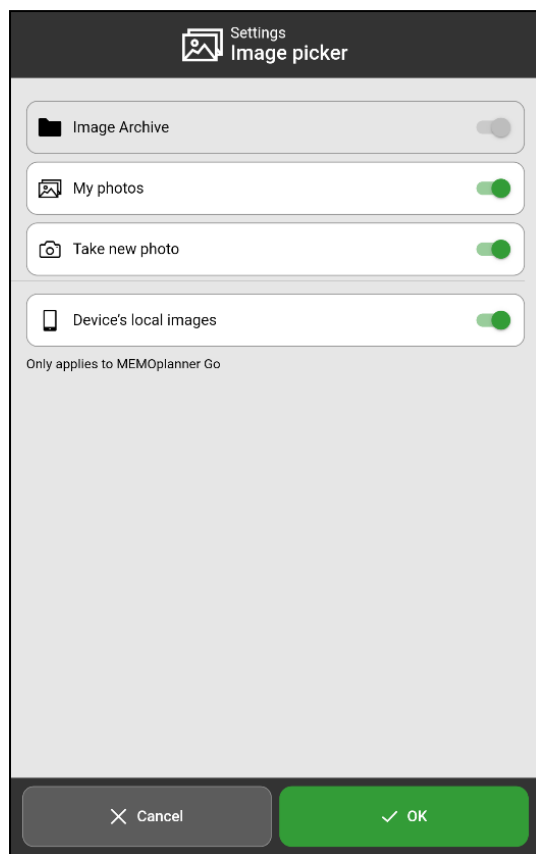 Settings
Image picker
Image Archive
My photos
Take new photo
Device’s local images
Only applies to MEMOplanner Go
Cancel
OK